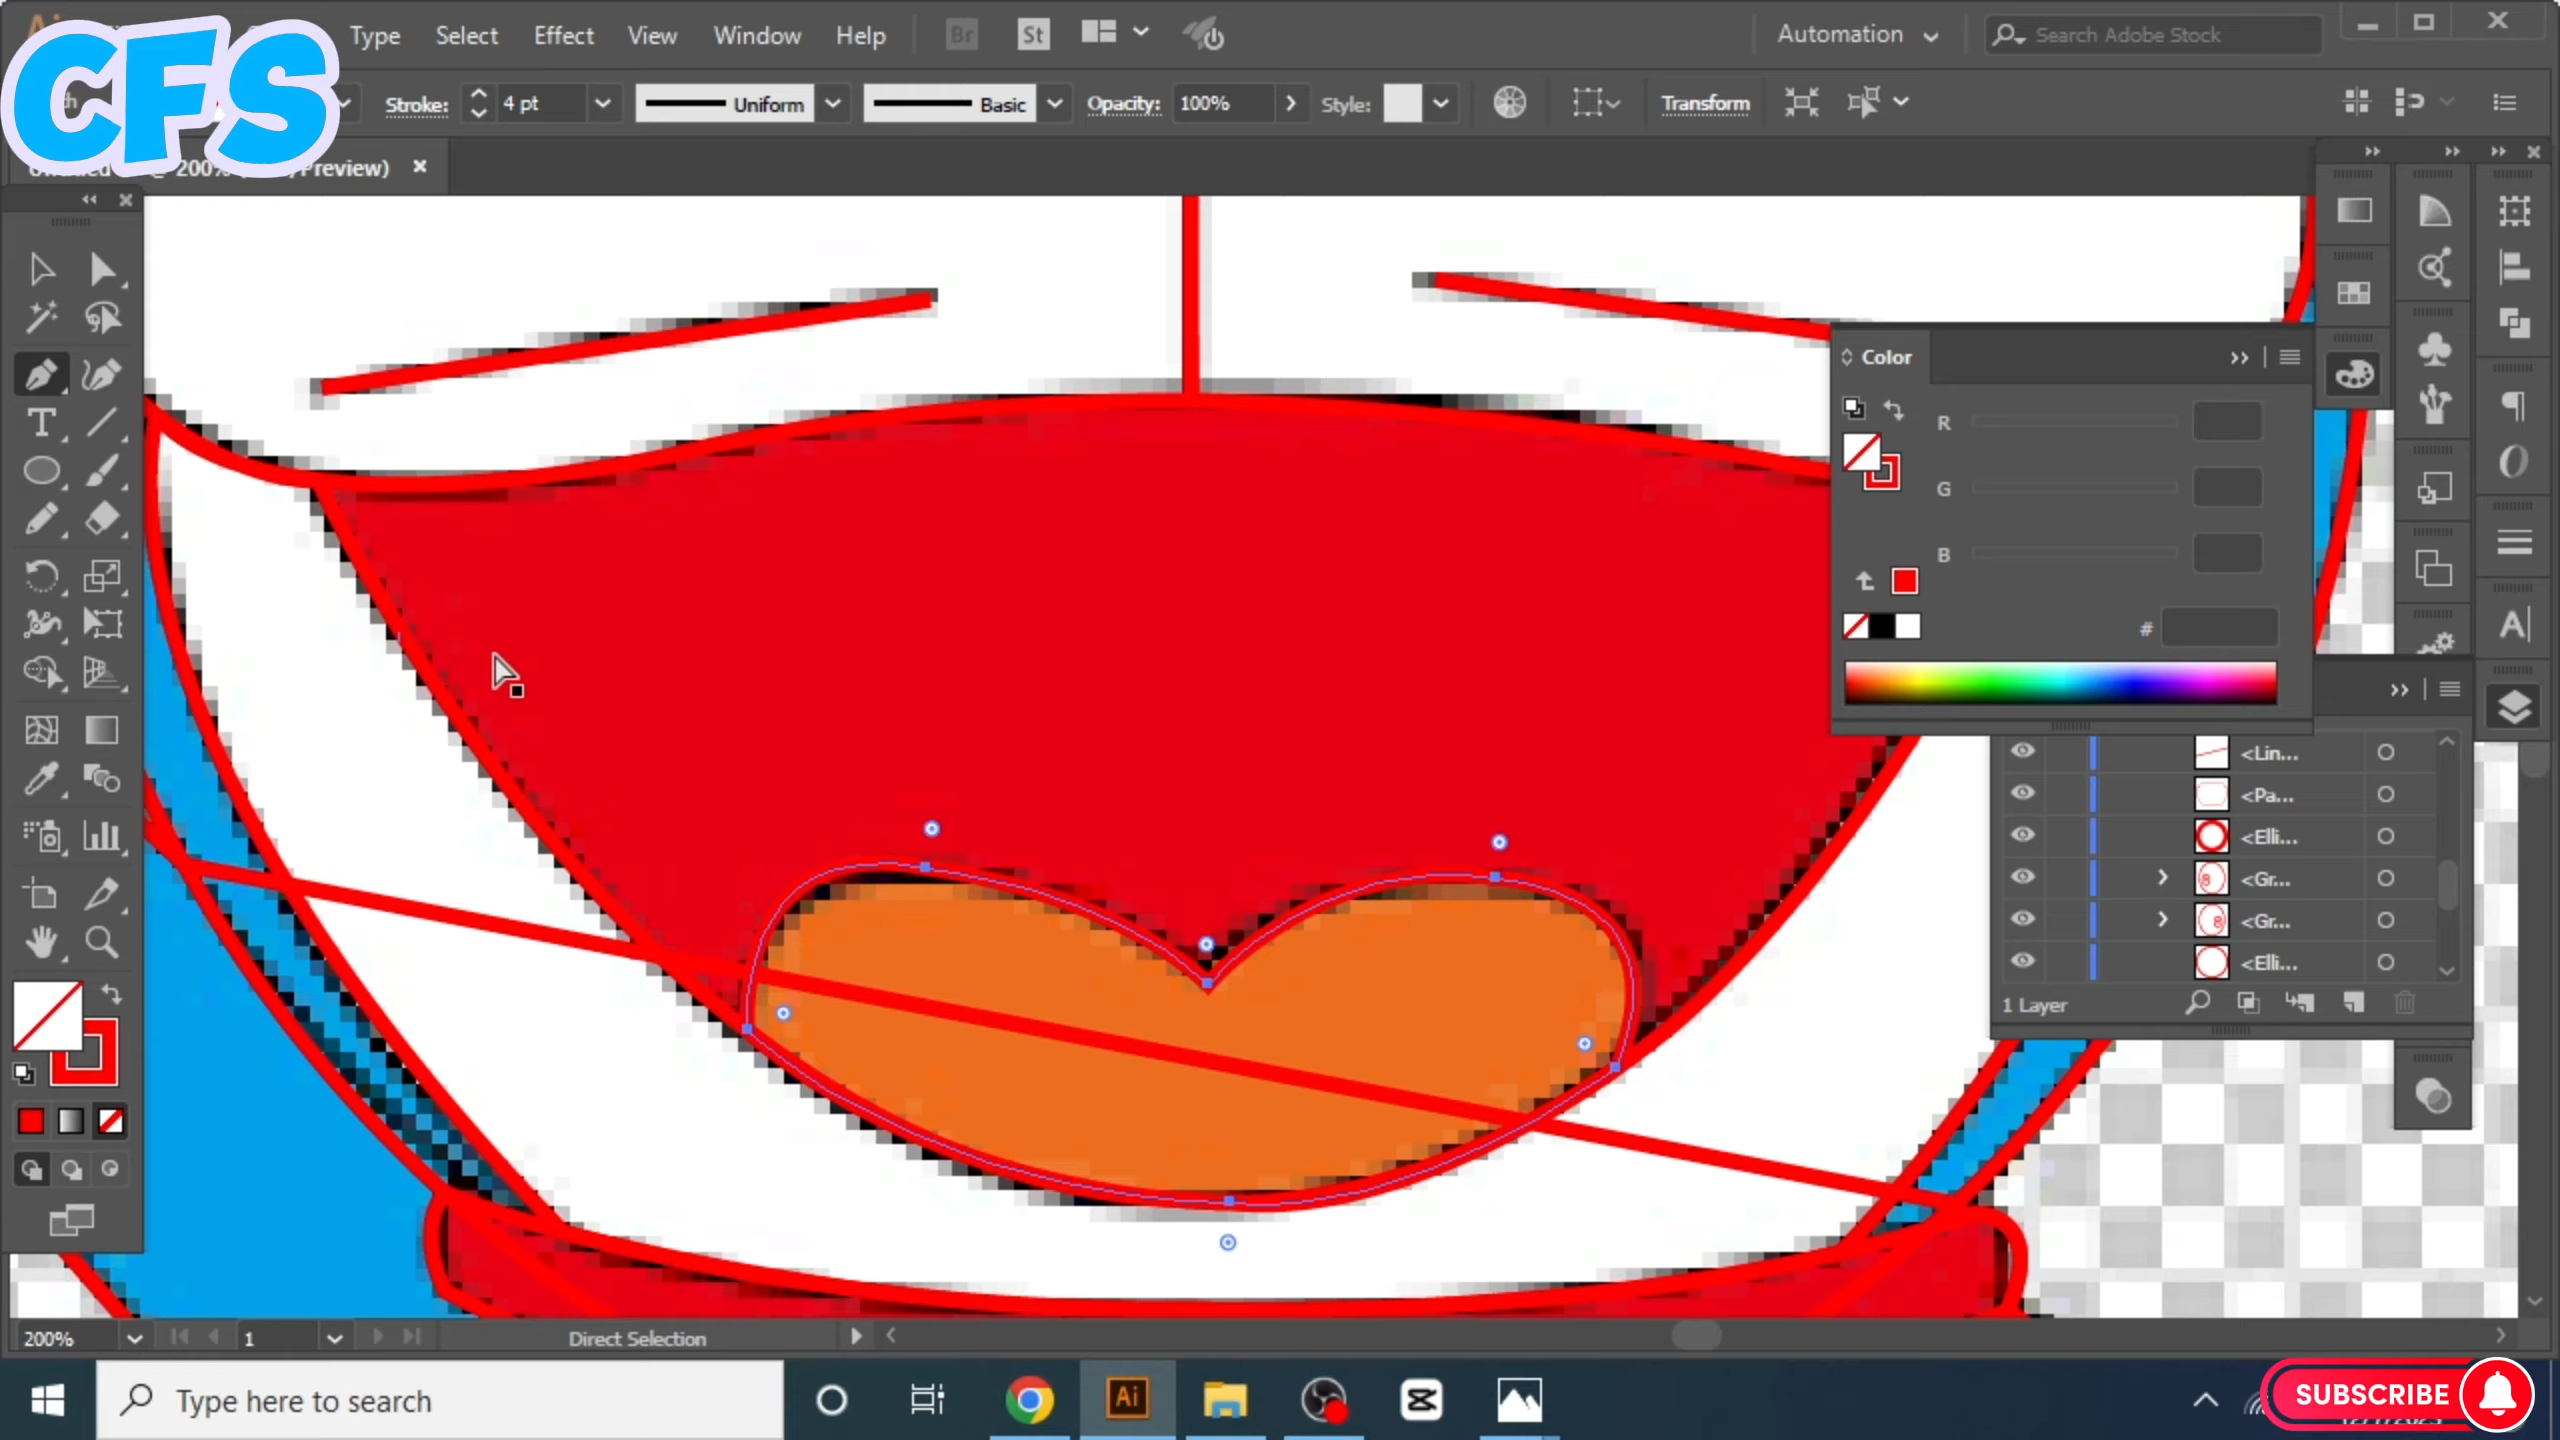 CFS
Type Select Effect View Window Help Br St Automation Search Adobe Stock
Stroke: 4 pt Uniform Basic Opacity: 100% Style: Transform
200% Preview) ×
Color
R
G
B
#
T
<Lin...
<Pa...
<Elli...
<Gr...
<Gr...
<Elli...
1 Layer
200% 1 Direct Selection
Type here to search Ai
SUBSCRIBE